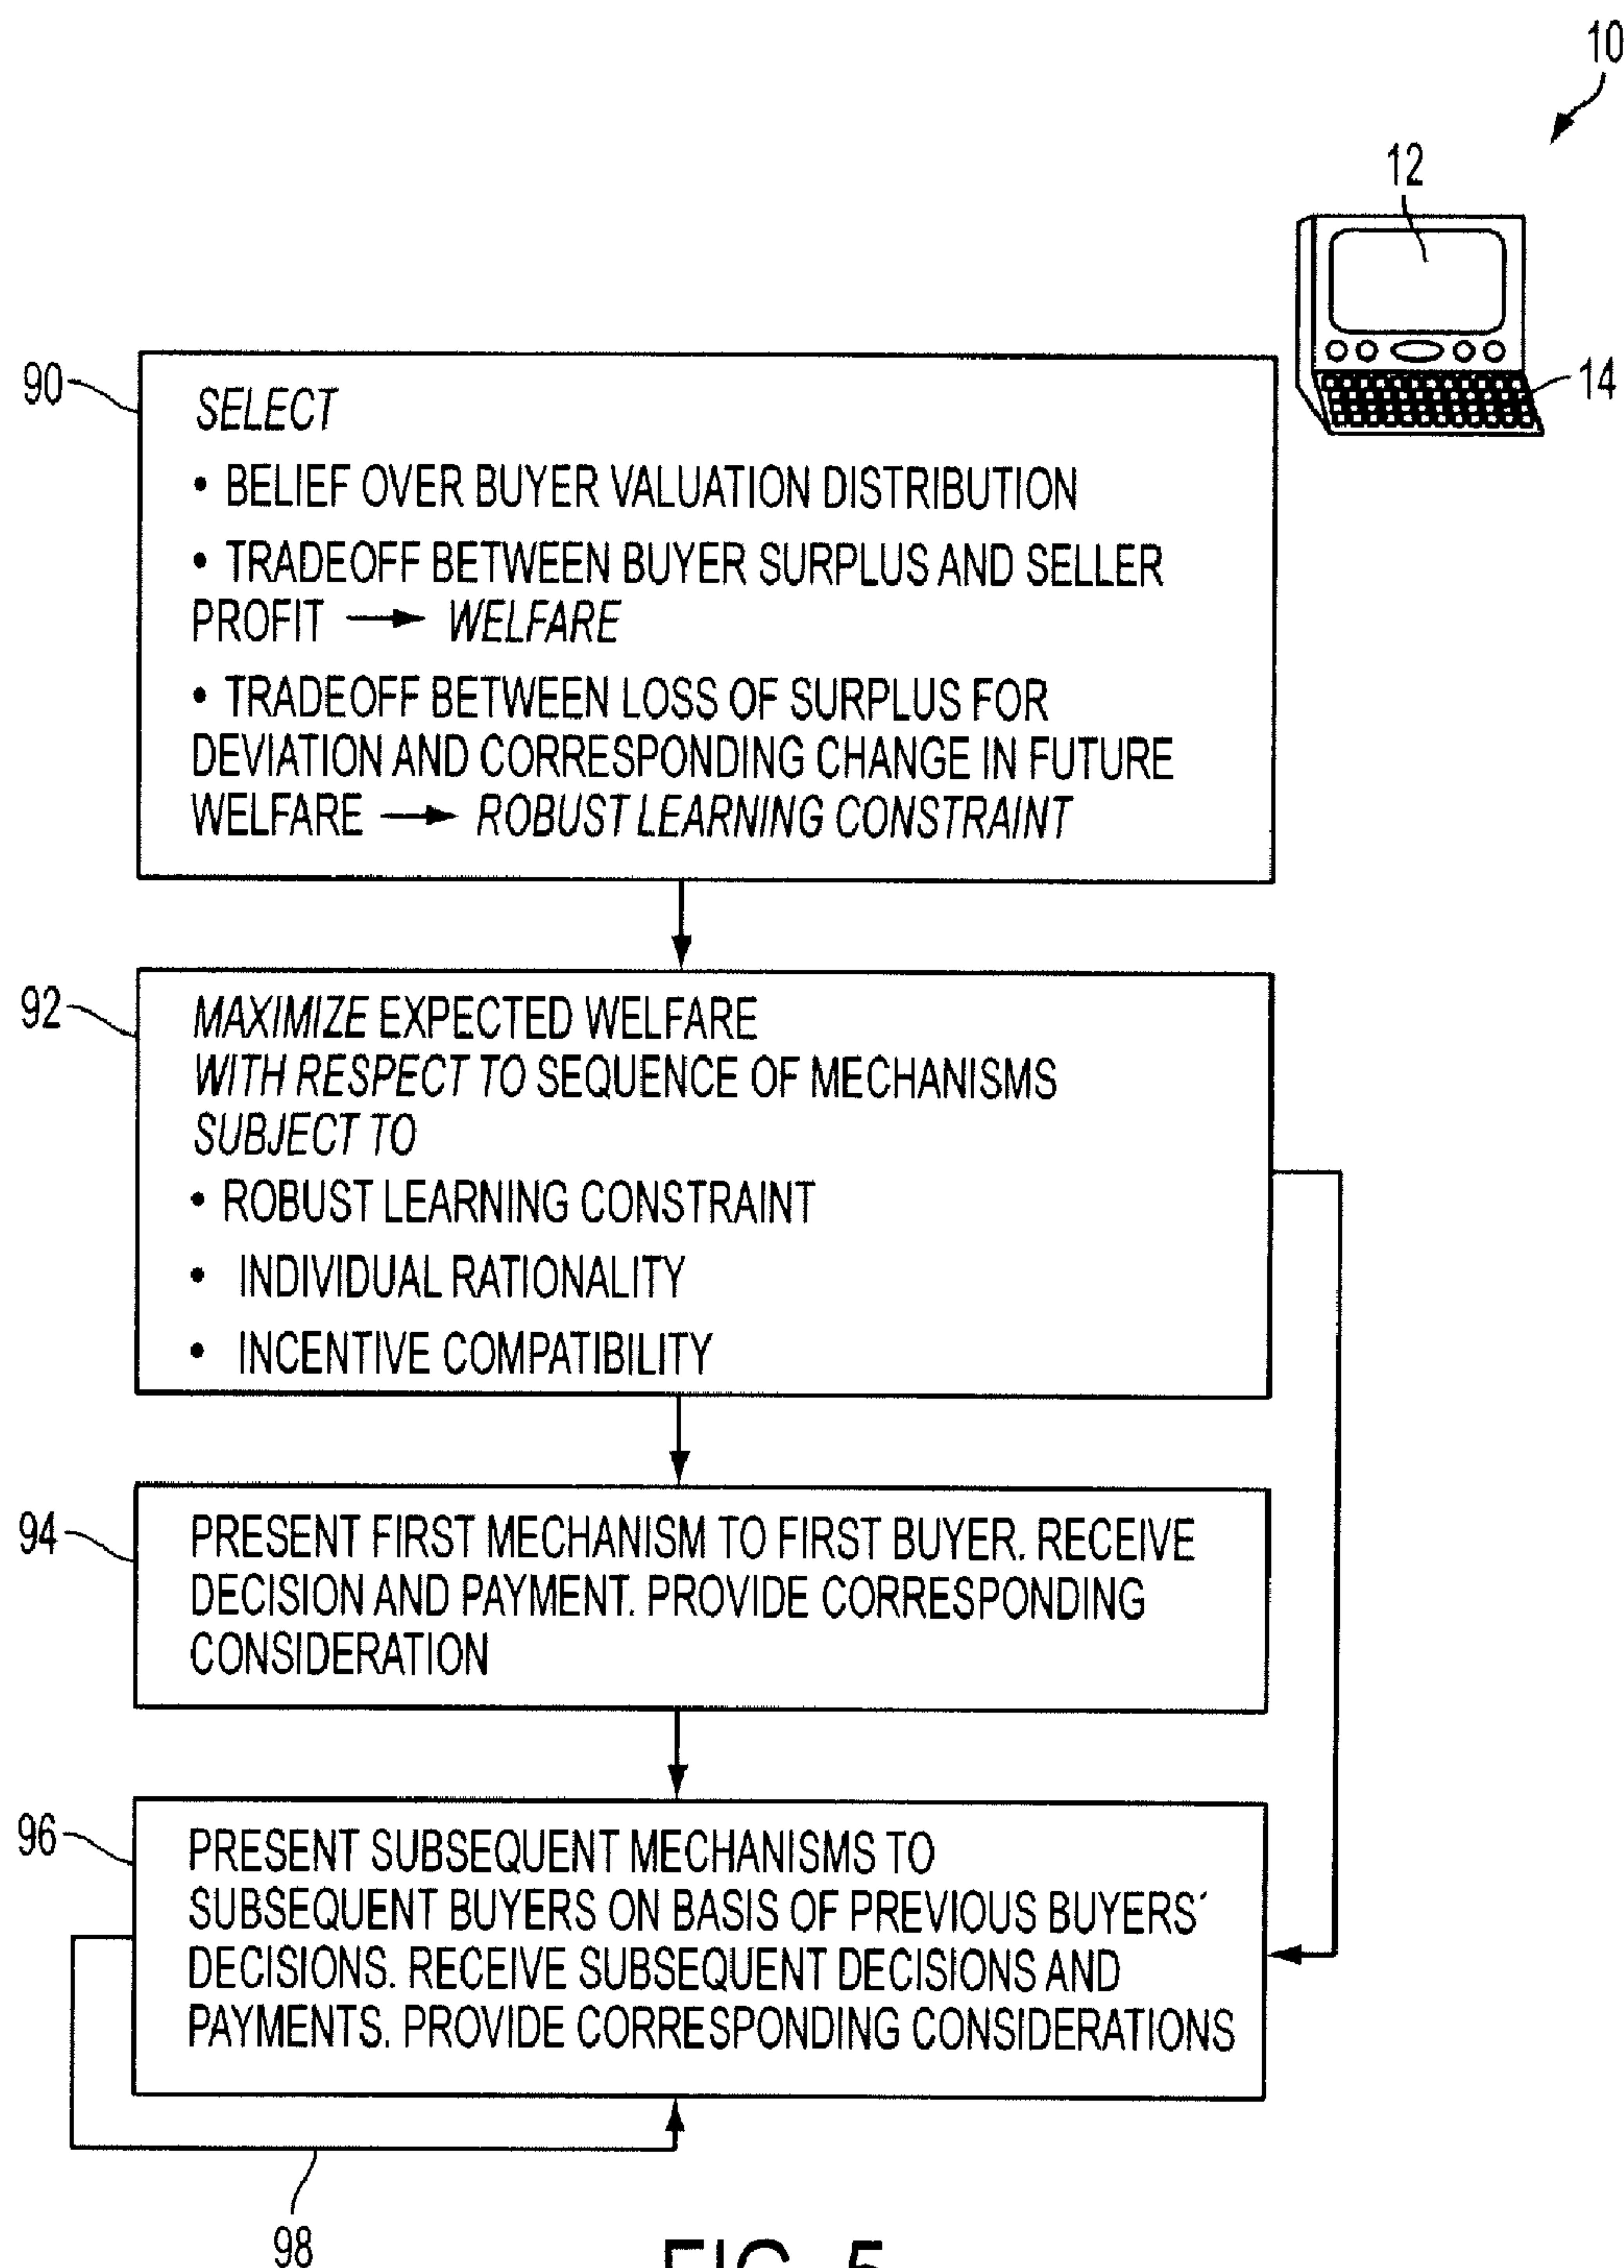 10
12
14
90
SELECT
• BELIEF OVER BUYER VALUATION DISTRIBUTION
• TRADEOFF BETWEEN BUYER SURPLUS AND SELLER
PROFIT → WELFARE
• TRADEOFF BETWEEN LOSS OF SURPLUS FOR
DEVIATION AND CORRESPONDING CHANGE IN FUTURE
WELFARE → ROBUST LEARNING CONSTRAINT
92
MAXIMIZE EXPECTED WELFARE
WITH RESPECT TO SEQUENCE OF MECHANISMS
SUBJECT TO
• ROBUST LEARNING CONSTRAINT
• INDIVIDUAL RATIONALITY
• INCENTIVE COMPATIBILITY
94
PRESENT FIRST MECHANISM TO FIRST BUYER. RECEIVE
DECISION AND PAYMENT. PROVIDE CORRESPONDING
CONSIDERATION
96
PRESENT SUBSEQUENT MECHANISMS TO
SUBSEQUENT BUYERS ON BASIS OF PREVIOUS BUYERS´
DECISIONS. RECEIVE SUBSEQUENT DECISIONS AND
PAYMENTS. PROVIDE CORRESPONDING CONSIDERATIONS
98
FIG. 5